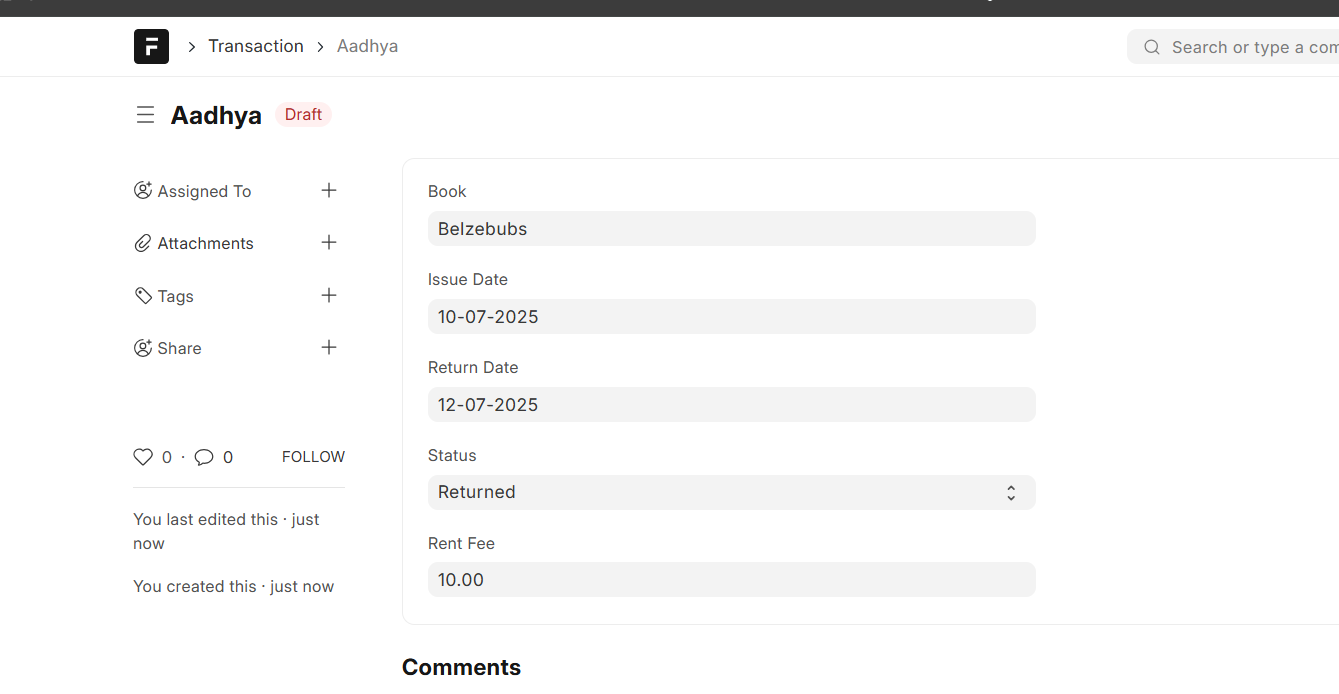 F
Transaction
Aadhya
Search or type a com
Aadhya
Draft
Assigned To
Attachments
Tags
Share
0 · 0
FOLLOW
You last edited this · just
now
You created this · just now
Book
Belzebubs
Issue Date
10-07-2025
Return Date
12-07-2025
Status
Returned
Rent Fee
10.00
Comments